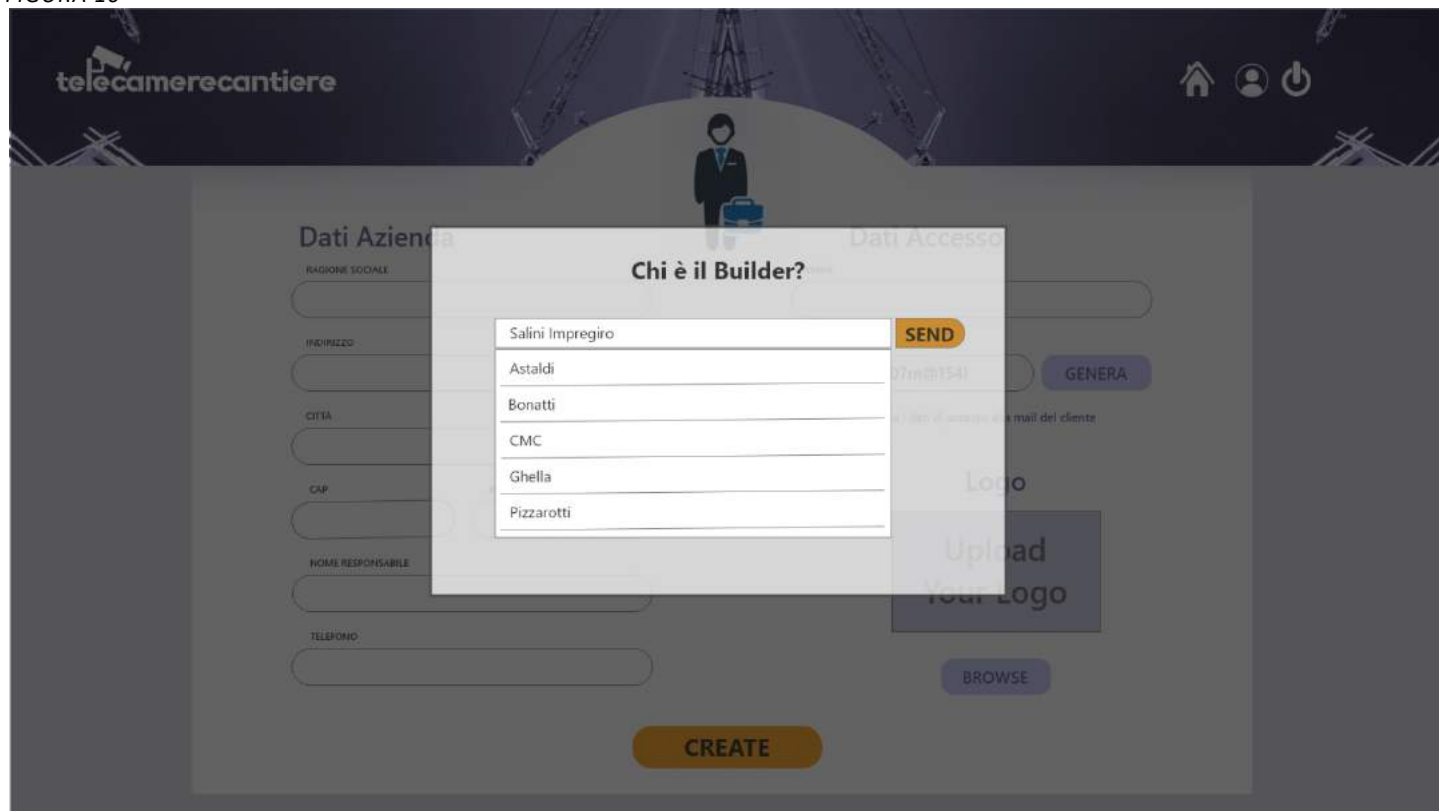 telecamerecantiere
Dati Azienda
Dati Accesso
Chi è il Builder?
RAGIONE SOCIALE
Salini Impregiro
SEND
INDIRIZZO
Astaldi
GENERA
Bonatti
CITTÀ
mail del cliente
CMC
Ghella
Logo
CAP
Pizzarotti
Upload
Your Logo
NOME RESPONSABILE
TELEFONO
BROWSE
CREATE